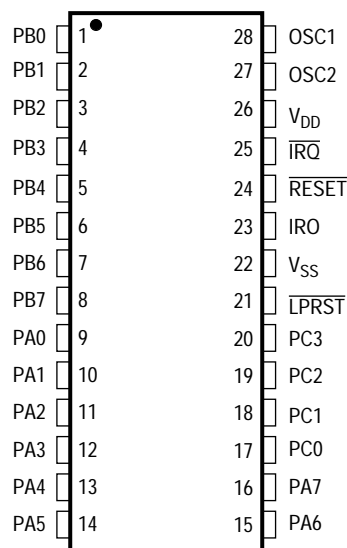 PB0 1 28 OSC1
PB1 2 27 OSC2
PB2 3 26 VDD
PB3 4 25 IRQ
PB4 5 24 RESET
PB5 6 23 IRO
PB6 7 22 VSS
PB7 8 21 LPRST
PA0 9 20 PC3
PA1 10 19 PC2
PA2 11 18 PC1
PA3 12 17 PC0
PA4 13 16 PA7
PA5 14 15 PA6